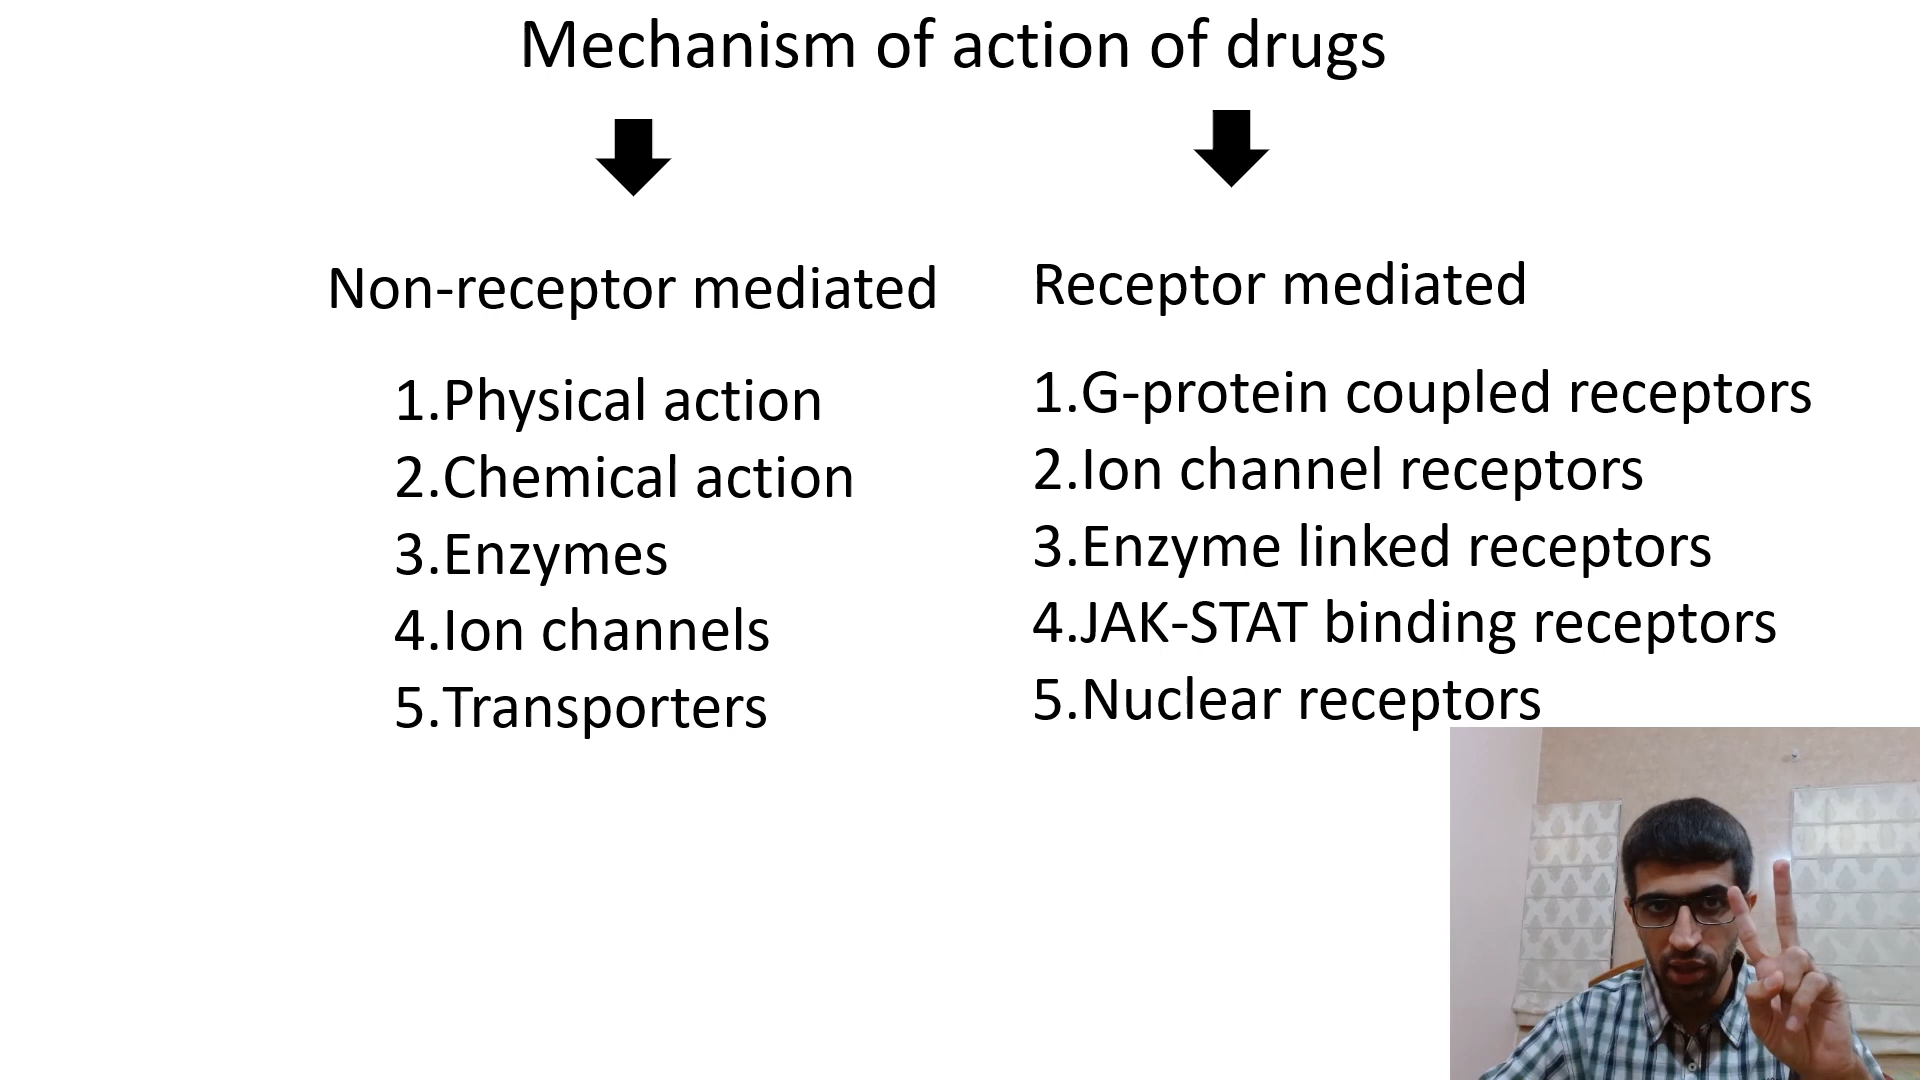 Mechanism of action of drugs
Non-receptor mediated
1.Physical action
2.Chemical action
3.Enzymes
4.Ion channels
5.Transporters
Receptor mediated
1.G-protein coupled receptors
2.Ion channel receptors
3.Enzyme linked receptors
4.JAK-STAT binding receptors
5.Nuclear receptors